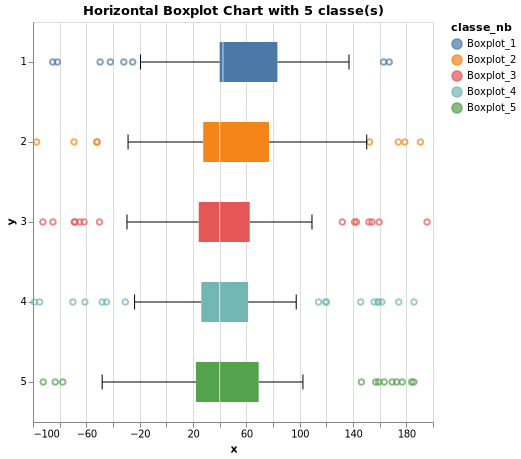 Horizontal Boxplot Chart with 5 classe(s)
classe_nb
Boxplot_1
Boxplot_2
Boxplot_3
Boxplot_4
Boxplot_5
1
2
y
3
4
5
−100 −60 −20 20 60 100 140 180
x